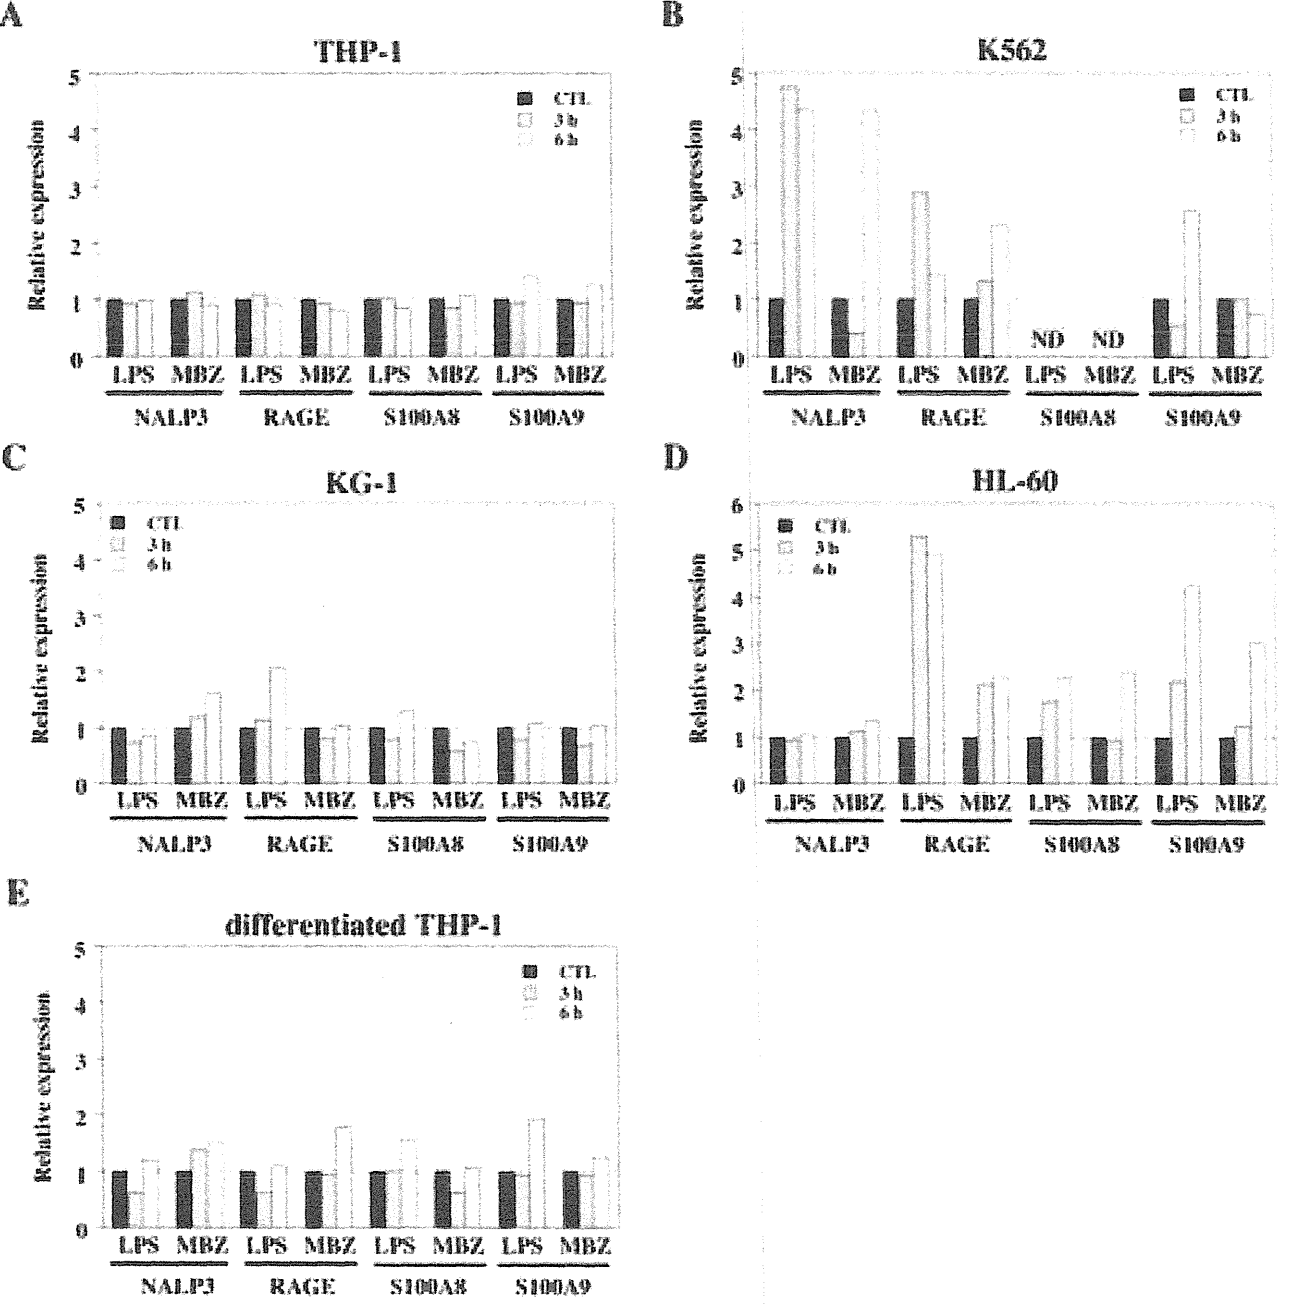 A
THP-1
Relative expression
5
4
3
2
1
0
CTL
3 h
6 h
LPS MBZ LPS MBZ LPS MBZ LPS MBZ
NALP3 RAGE S100A8 S100A9
B
K562
Relative expression
5
4
3
2
1
0
CTL
3 h
6 h
ND ND
LPS MBZ LPS MBZ LPS MBZ LPS MBZ
NALP3 RAGE S100A8 S100A9
C
KG-1
Relative expression
5
4
3
2
1
0
CTL
3 h
6 h
LPS MBZ LPS MBZ LPS MBZ LPS MBZ
NALP3 RAGE S100A8 S100A9
D
HL-60
Relative expression
6
5
4
3
2
1
0
CTL
3 h
6 h
LPS MBZ LPS MBZ LPS MBZ LPS MBZ
NALP3 RAGE S100A8 S100A9
E
differentiated THP-1
Relative expression
5
4
3
2
1
0
CTL
3 h
6 h
LPS MBZ LPS MBZ LPS MBZ LPS MBZ
NALP3 RAGE S100A8 S100A9